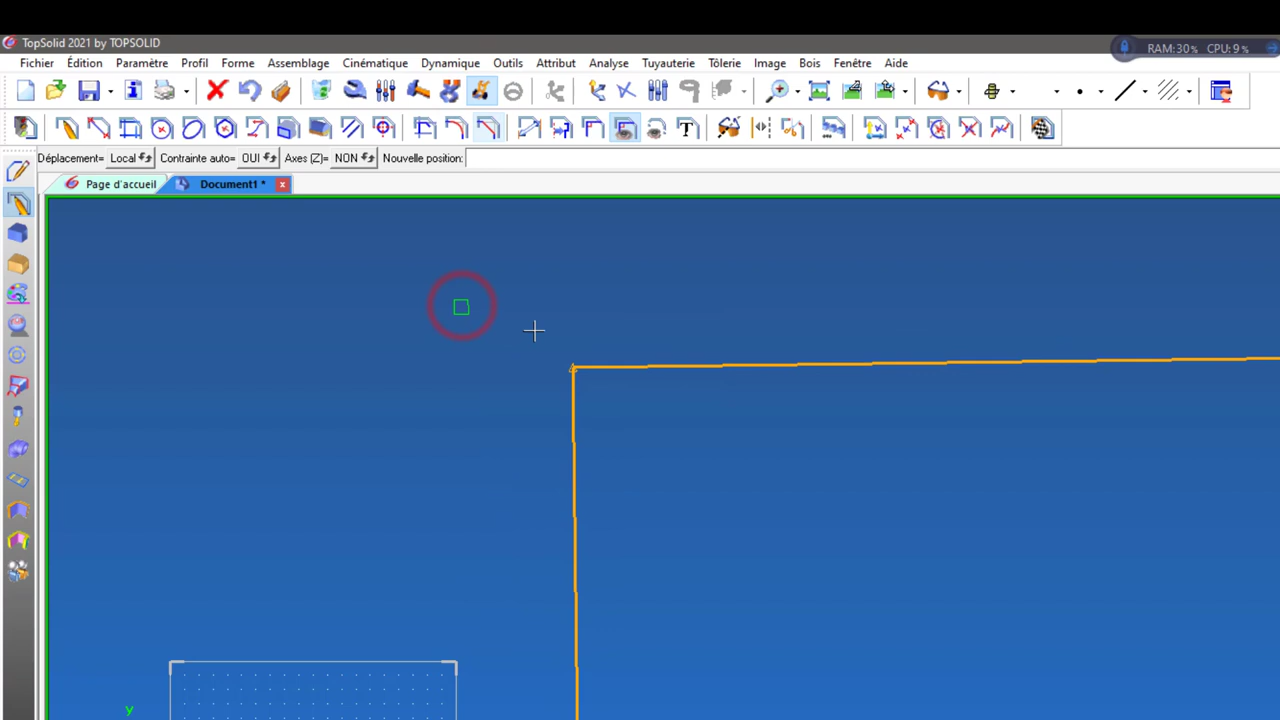 TopSolid 2021 by TOPSOLID
RAM:30% CPU:9%
Fichier Édition Paramètre Profil Forme Assemblage Cinématique Dynamique Outils Attribut Analyse Tuyauterie Tôlerie Image Bois Fenêtre Aide
Déplacement= Local Contrainte auto= OUI Axes (Z)= NON Nouvelle position:
Page d'accueil Document1 * x
y